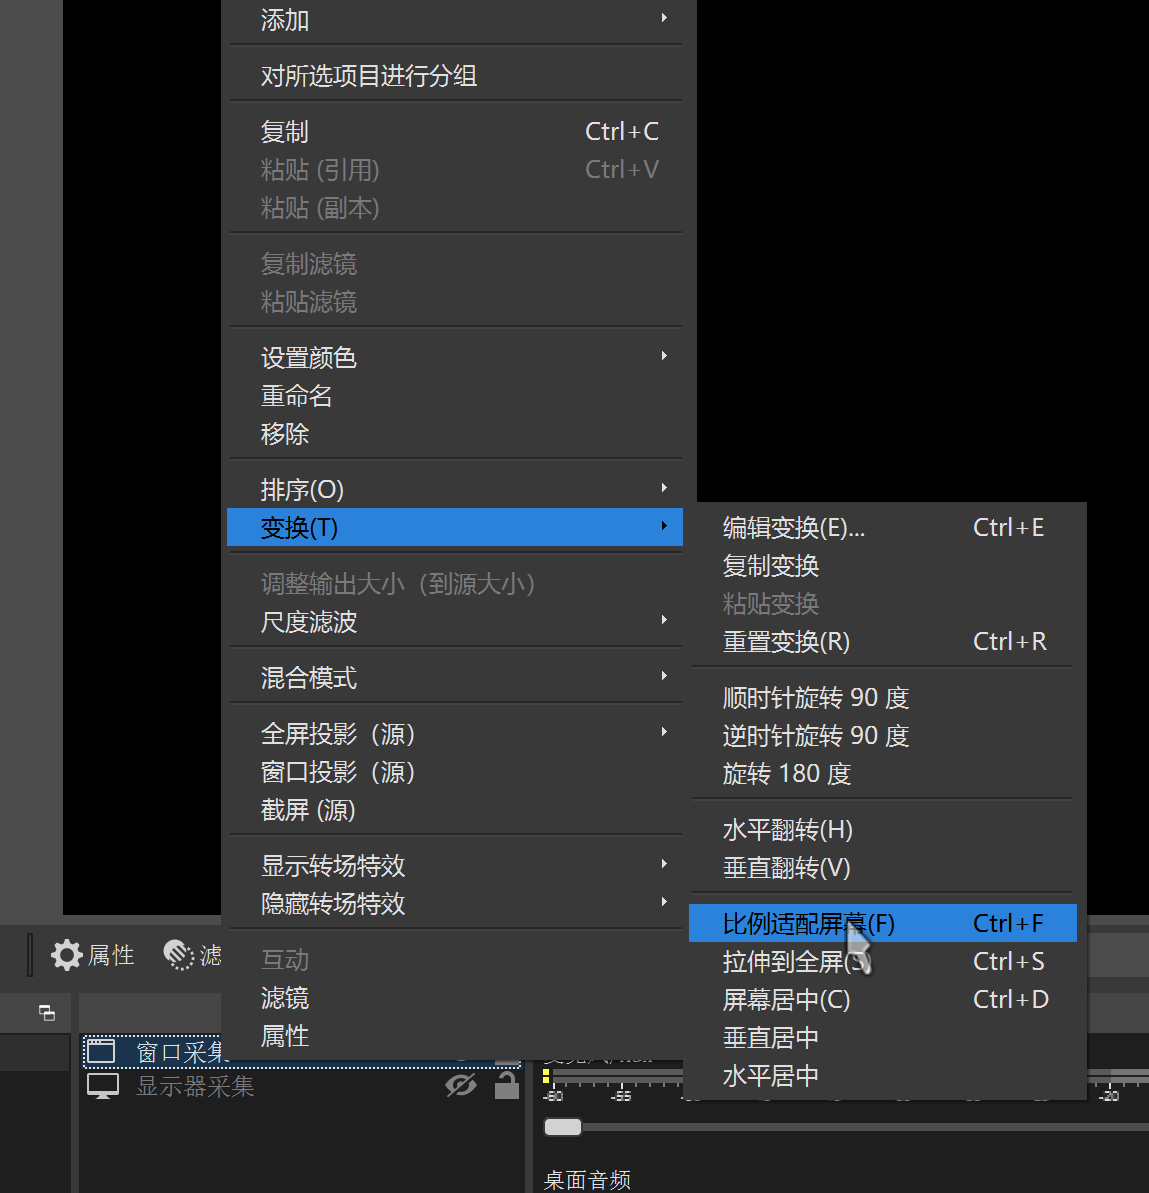 添加
对所选项目进行分组
复制 Ctrl+C
粘贴 (引用) Ctrl+V
粘贴 (副本)
复制滤镜
粘贴滤镜
设置颜色
重命名
移除
排序(O)
变换(T)
调整输出大小（到源大小）
尺度滤波
混合模式
全屏投影（源）
窗口投影（源）
截屏 (源)
显示转场特效
隐藏转场特效
互动
滤镜
属性
编辑变换(E)... Ctrl+E
复制变换
粘贴变换
重置变换(R) Ctrl+R
顺时针旋转 90 度
逆时针旋转 90 度
旋转 180 度
水平翻转(H)
垂直翻转(V)
比例适配屏幕(F) Ctrl+F
拉伸到全屏(S) Ctrl+S
屏幕居中(C) Ctrl+D
垂直居中
水平居中
属性 滤
窗口采集
显示器采集
-60 -55 -20
桌面音频